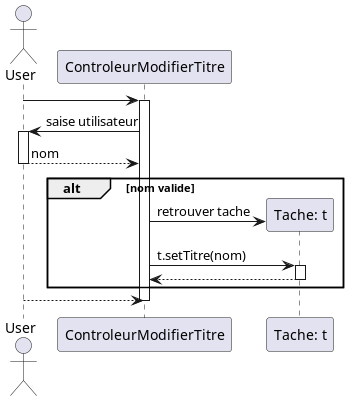 User
ControleurModifierTitre
saise utilisateur
nom
alt
[nom valide]
retrouver tache
Tache: t
t.setTitre(nom)
User
ControleurModifierTitre
Tache: t